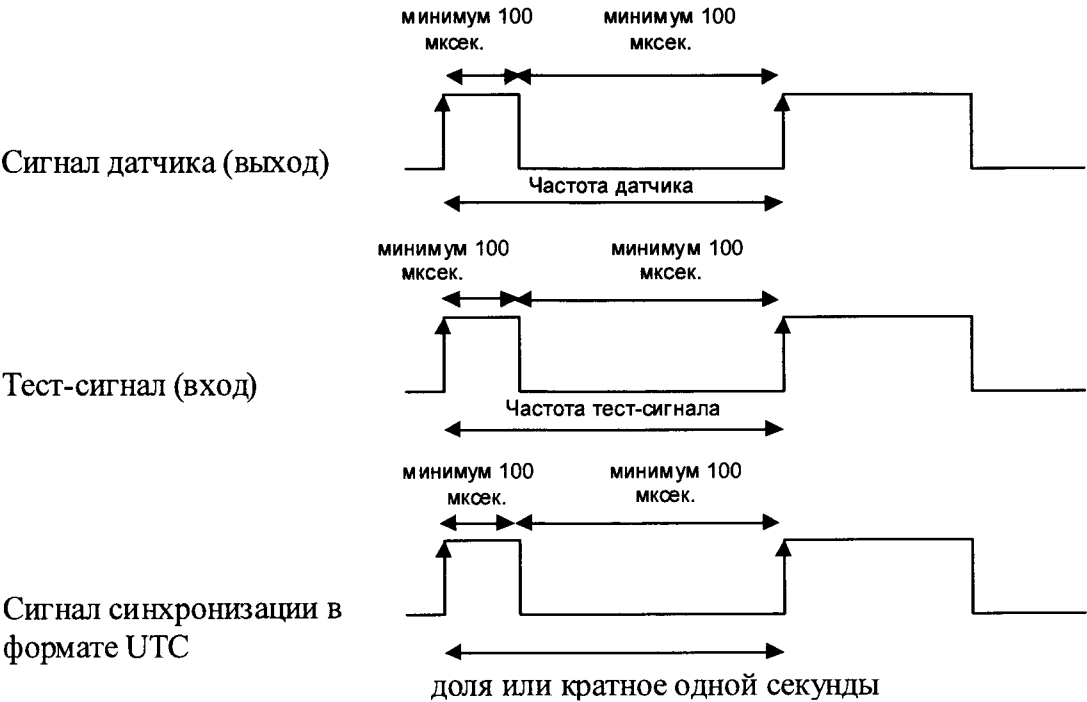 минимум 100 мксек.
минимум 100 мксек.
Сигнал датчика (выход)
Частота датчика
минимум 100 мксек.
минимум 100 мксек.
Тест-сигнал (вход)
Частота тест-сигнала
минимум 100 мксек.
минимум 100 мксек.
Сигнал синхронизации в
формате UTC
доля или кратное одной секунды